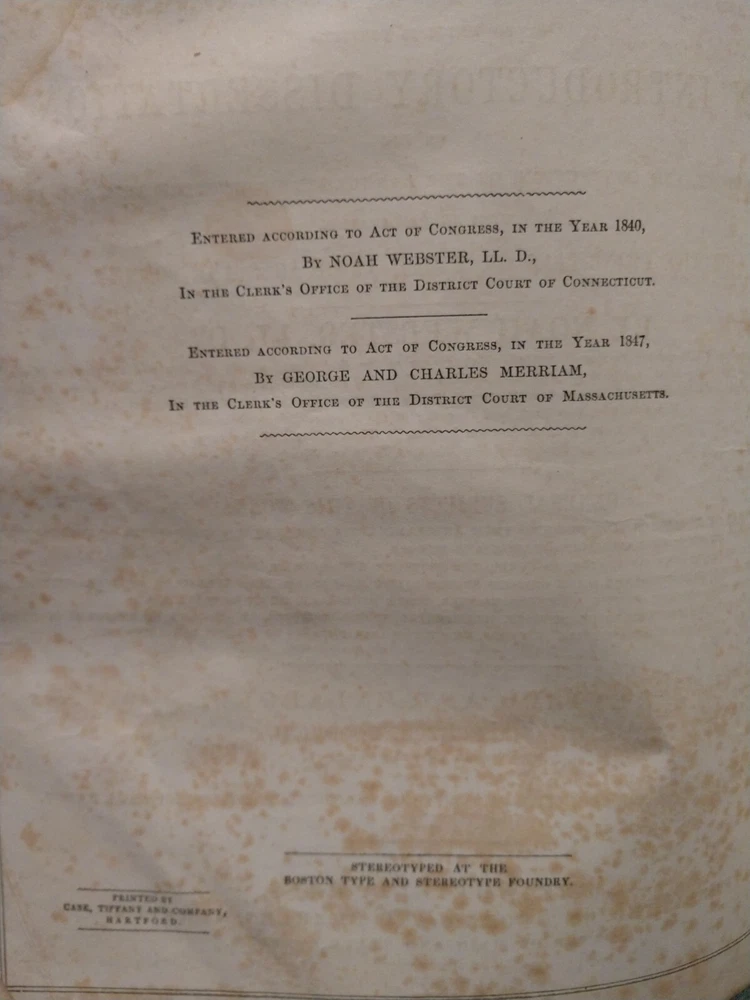 INTRODUCTORY DISSERTATION
ENTERED ACCORDING TO ACT OF CONGRESS, IN THE YEAR 1840,
BY NOAH WEBSTER, LL. D.,
IN THE CLERK'S OFFICE OF THE DISTRICT COURT OF CONNECTICUT.
ENTERED ACCORDING TO ACT OF CONGRESS, IN THE YEAR 1847,
BY GEORGE AND CHARLES MERRIAM,
IN THE CLERK'S OFFICE OF THE DISTRICT COURT OF MASSACHUSETTS.
STEREOTYPED AT THE
BOSTON TYPE AND STEREOTYPE FOUNDRY.
PRINTED BY
CASE, TIFFANY AND COMPANY,
HARTFORD.